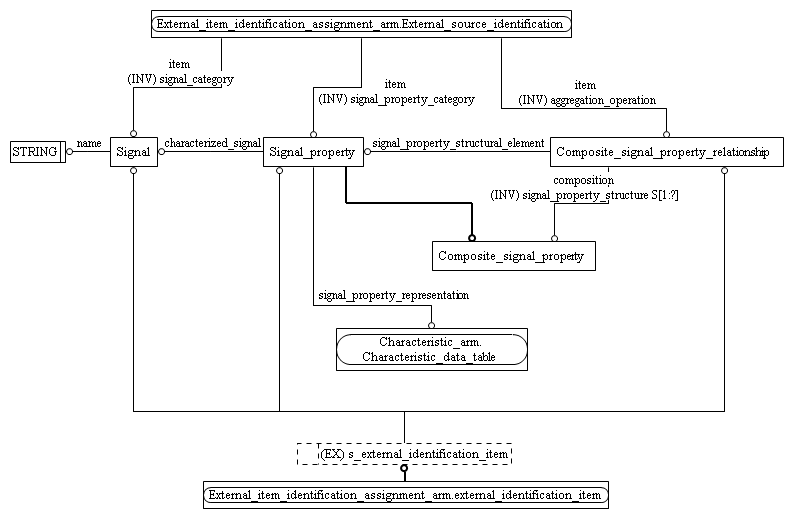 External_item_identification_assignment_arm.External_source_identification
item
(INV) signal_category
item
(INV) signal_property_category
item
(INV) aggregation_operation
STRING
name
Signal
characterized_signal
Signal_property
signal_property_structural_element
Composite_signal_property_relationship
composition
(INV) signal_property_structure S[1:?]
Composite_signal_property
signal_property_representation
Characteristic_arm.
Characteristic_data_table
(EX) s_external_identification_item
External_item_identification_assignment_arm.external_identification_item